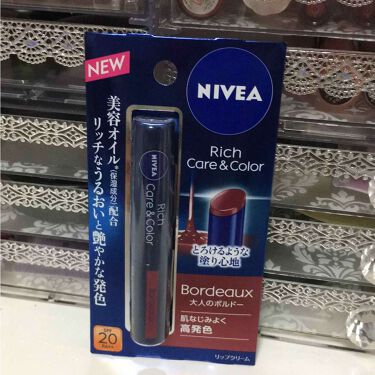 NEW
NIVEA
Rich
Care & Color
美容オイル*
(保湿成分)配合
リッチなうるおいと艶やかな発色
NIVEA
Rich
Care & Color
とろけるような
塗り心地
Bordeaux
大人のボルドー
肌なじみよく
高発色
SPF
20
PA++
リップクリーム